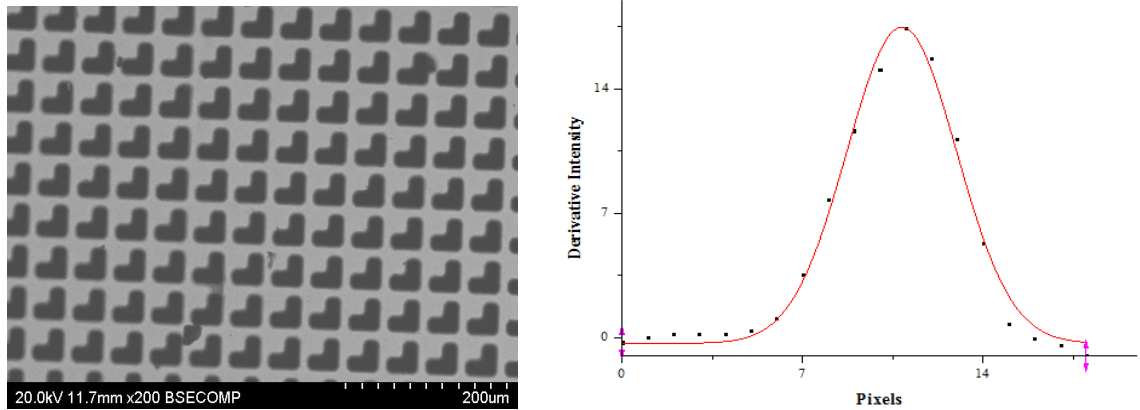 20.0kV 11.7mm x200 BSECOMP 200um
Derivative Intensity
14
7
0
0 7 14
Pixels